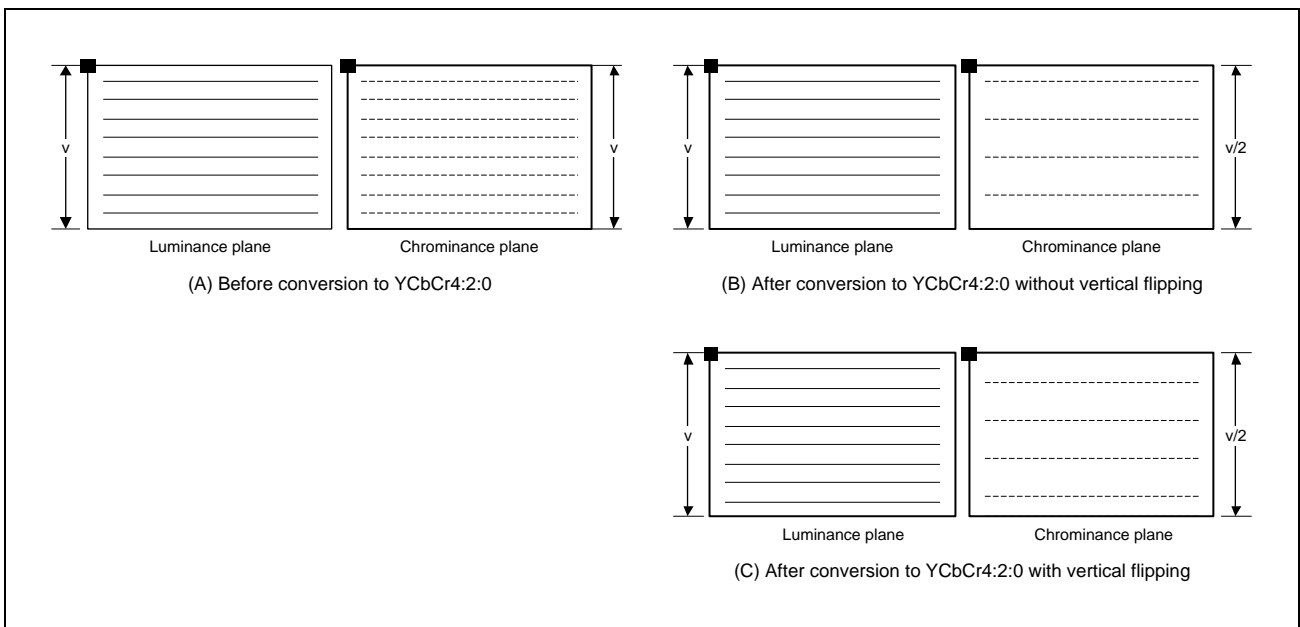 v
v
Luminance plane
Chrominance plane
(A) Before conversion to YCbCr4:2:0
v
v/2
Luminance plane
Chrominance plane
(B) After conversion to YCbCr4:2:0 without vertical flipping
v
v/2
Luminance plane
Chrominance plane
(C) After conversion to YCbCr4:2:0 with vertical flipping